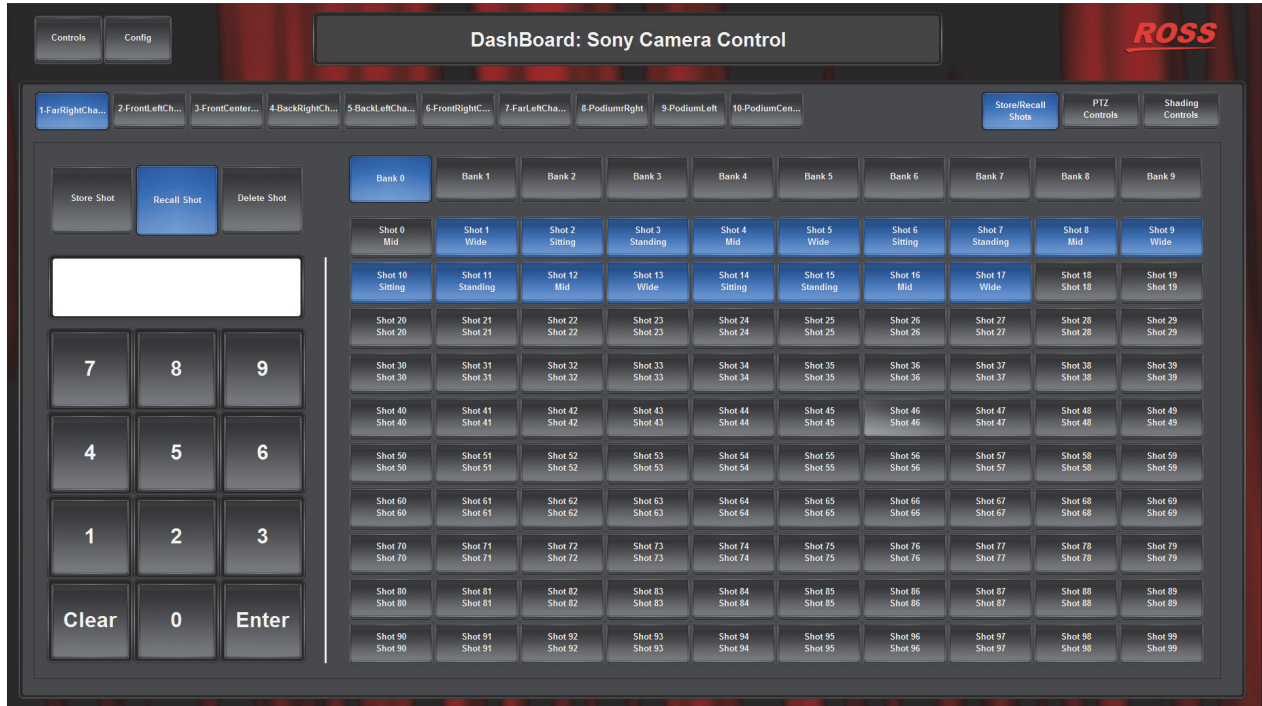 Controls Config
DashBoard: Sony Camera Control
ROSS
1-FarRightCha... 2-FrontLeftCh... 3-FrontCenter... 4-BackRightCh... 5-BackLeftCha... 6-FrontRightC... 7-FarLeftCha... 8-PodiumrRght 9-PodiumLeft 10-PodiumCen...
Store/Recall PTZ Shading
Shots Controls Controls
Store Shot Recall Shot Delete Shot
7 8 9
4 5 6
1 2 3
Clear 0 Enter
Bank 0 Bank 1 Bank 2 Bank 3 Bank 4 Bank 5 Bank 6 Bank 7 Bank 8 Bank 9
Shot 0 Shot 1 Shot 2 Shot 3 Shot 4 Shot 5 Shot 6 Shot 7 Shot 8 Shot 9
Mid Wide Sitting Standing Mid Wide Sitting Standing Mid Wide
Shot 10 Shot 11 Shot 12 Shot 13 Shot 14 Shot 15 Shot 16 Shot 17 Shot 18 Shot 19
Sitting Standing Mid Wide Sitting Standing Mid Wide Shot 18 Shot 19
Shot 20 Shot 21 Shot 22 Shot 23 Shot 24 Shot 25 Shot 26 Shot 27 Shot 28 Shot 29
Shot 20 Shot 21 Shot 22 Shot 23 Shot 24 Shot 25 Shot 26 Shot 27 Shot 28 Shot 29
Shot 30 Shot 31 Shot 32 Shot 33 Shot 34 Shot 35 Shot 36 Shot 37 Shot 38 Shot 39
Shot 30 Shot 31 Shot 32 Shot 33 Shot 34 Shot 35 Shot 36 Shot 37 Shot 38 Shot 39
Shot 40 Shot 41 Shot 42 Shot 43 Shot 44 Shot 45 Shot 46 Shot 47 Shot 48 Shot 49
Shot 40 Shot 41 Shot 42 Shot 43 Shot 44 Shot 45 Shot 46 Shot 47 Shot 48 Shot 49
Shot 50 Shot 51 Shot 52 Shot 53 Shot 54 Shot 55 Shot 56 Shot 57 Shot 58 Shot 59
Shot 50 Shot 51 Shot 52 Shot 53 Shot 54 Shot 55 Shot 56 Shot 57 Shot 58 Shot 59
Shot 60 Shot 61 Shot 62 Shot 63 Shot 64 Shot 65 Shot 66 Shot 67 Shot 68 Shot 69
Shot 60 Shot 61 Shot 62 Shot 63 Shot 64 Shot 65 Shot 66 Shot 67 Shot 68 Shot 69
Shot 70 Shot 71 Shot 72 Shot 73 Shot 74 Shot 75 Shot 76 Shot 77 Shot 78 Shot 79
Shot 70 Shot 71 Shot 72 Shot 73 Shot 74 Shot 75 Shot 76 Shot 77 Shot 78 Shot 79
Shot 80 Shot 81 Shot 82 Shot 83 Shot 84 Shot 85 Shot 86 Shot 87 Shot 88 Shot 89
Shot 80 Shot 81 Shot 82 Shot 83 Shot 84 Shot 85 Shot 86 Shot 87 Shot 88 Shot 89
Shot 90 Shot 91 Shot 92 Shot 93 Shot 94 Shot 95 Shot 96 Shot 97 Shot 98 Shot 99
Shot 90 Shot 91 Shot 92 Shot 93 Shot 94 Shot 95 Shot 96 Shot 97 Shot 98 Shot 99